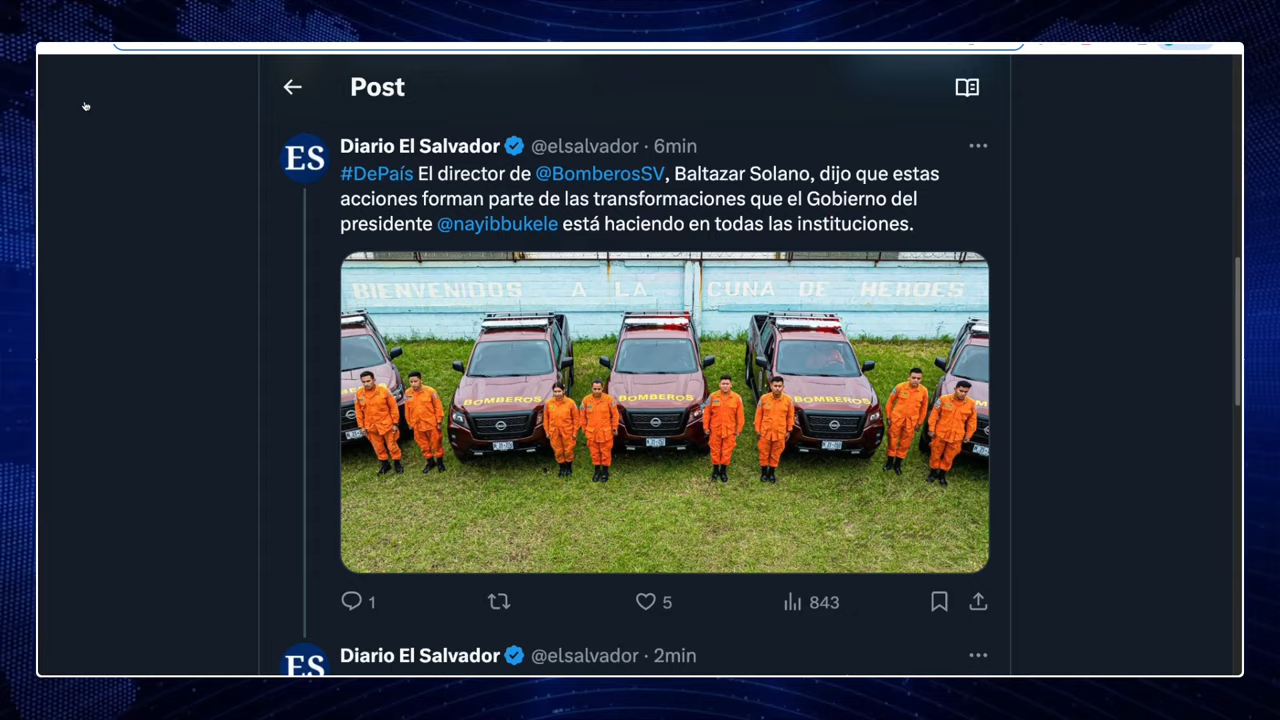 Post
ES
Diario El Salvador @elsalvador · 6min
#DePaís El director de @BomberosSV, Baltazar Solano, dijo que estas
acciones forman parte de las transformaciones que el Gobierno del
presidente @nayibbukele está haciendo en todas las instituciones.
BIENVENIDOS A LA CUNA DE HEROES
BOMBEROS
BOMBEROS
BOMBEROS
1
5
843
ES
Diario El Salvador @elsalvador · 2min